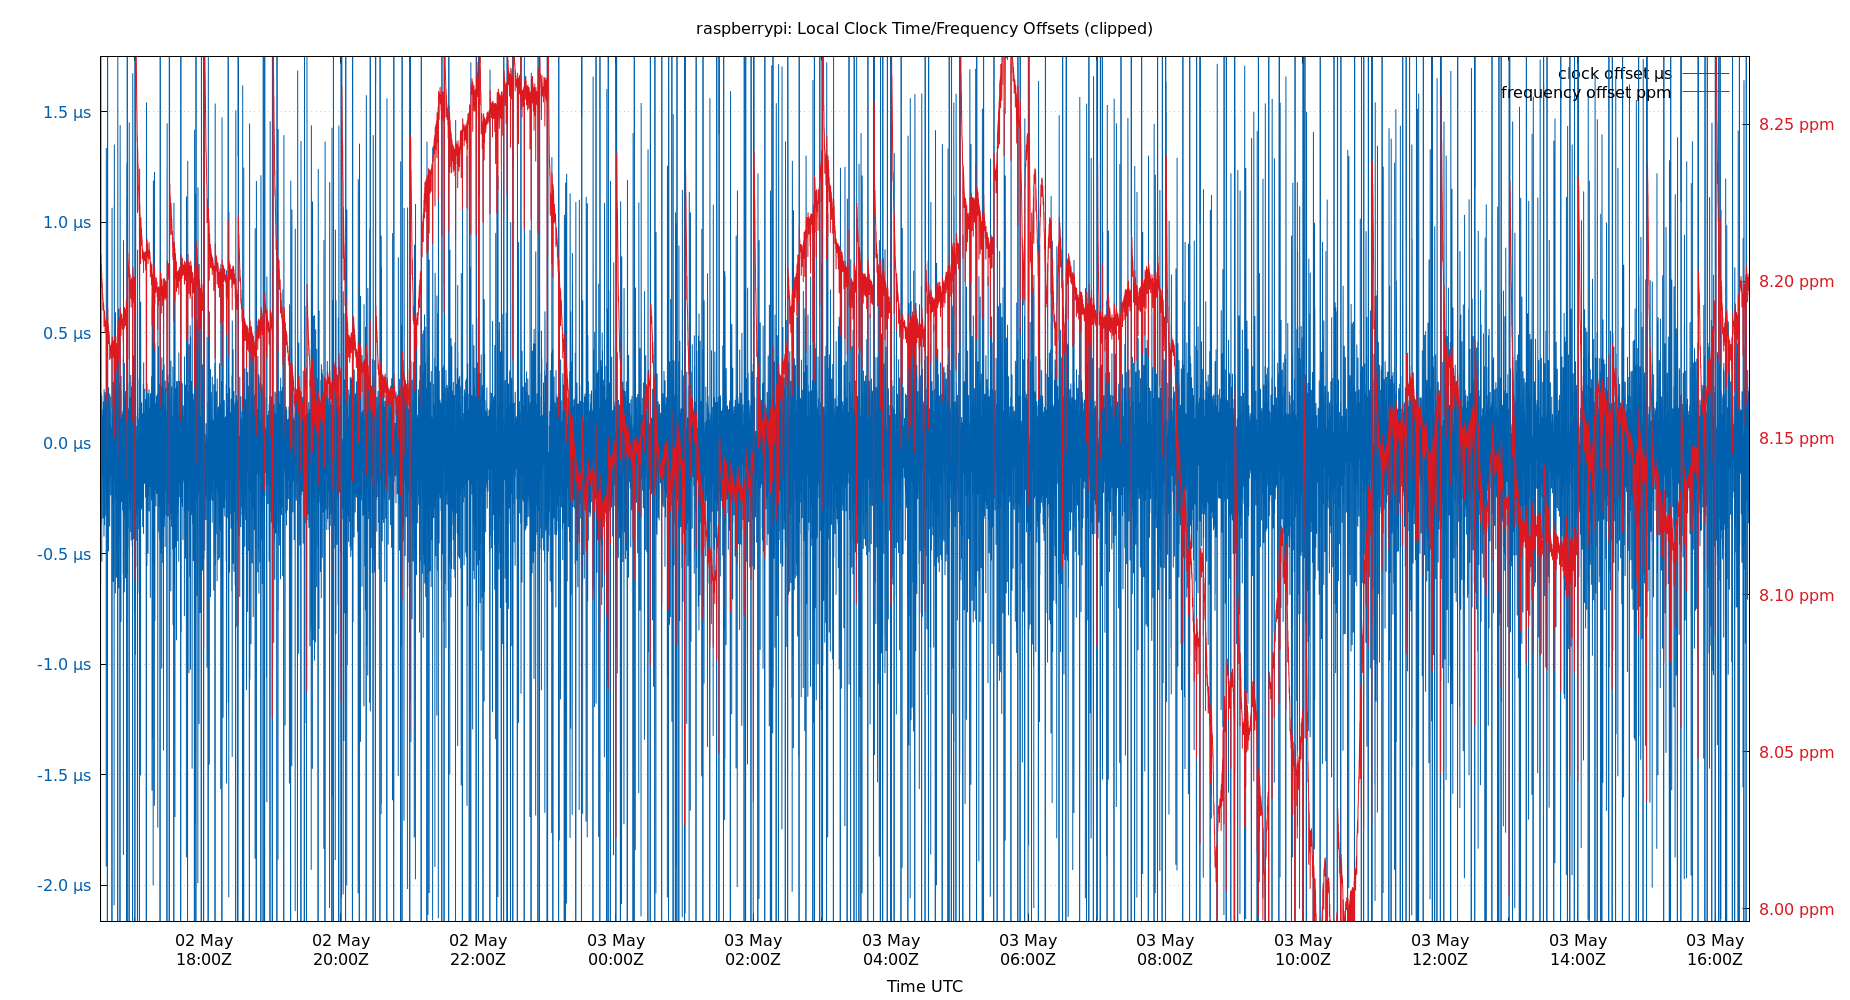 raspberrypi: Local Clock Time/Frequency Offsets (clipped)
clock offset µs
frequency offset ppm
1.5 µs
1.0 µs
0.5 µs
0.0 µs
-0.5 µs
-1.0 µs
-1.5 µs
-2.0 µs
8.25 ppm
8.20 ppm
8.15 ppm
8.10 ppm
8.05 ppm
8.00 ppm
02 May 02 May 02 May 03 May 03 May 03 May 03 May 03 May 03 May 03 May 03 May 03 May
18:00Z 20:00Z 22:00Z 00:00Z 02:00Z 04:00Z 06:00Z 08:00Z 10:00Z 12:00Z 14:00Z 16:00Z
Time UTC